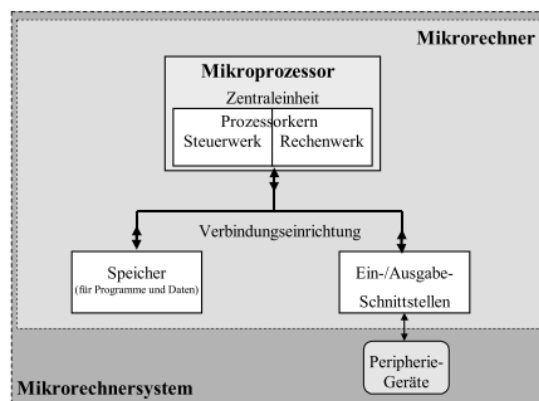 Mikrorechner
Mikroprozessor
Zentraleinheit
Prozessorkern
Steuerwerk Rechenwerk
Verbindungseinrichtung
Speicher
(für Programme und Daten)
Ein-/Ausgabe-
Schnittstellen
Peripherie-
Geräte
Mikrorechnersystem